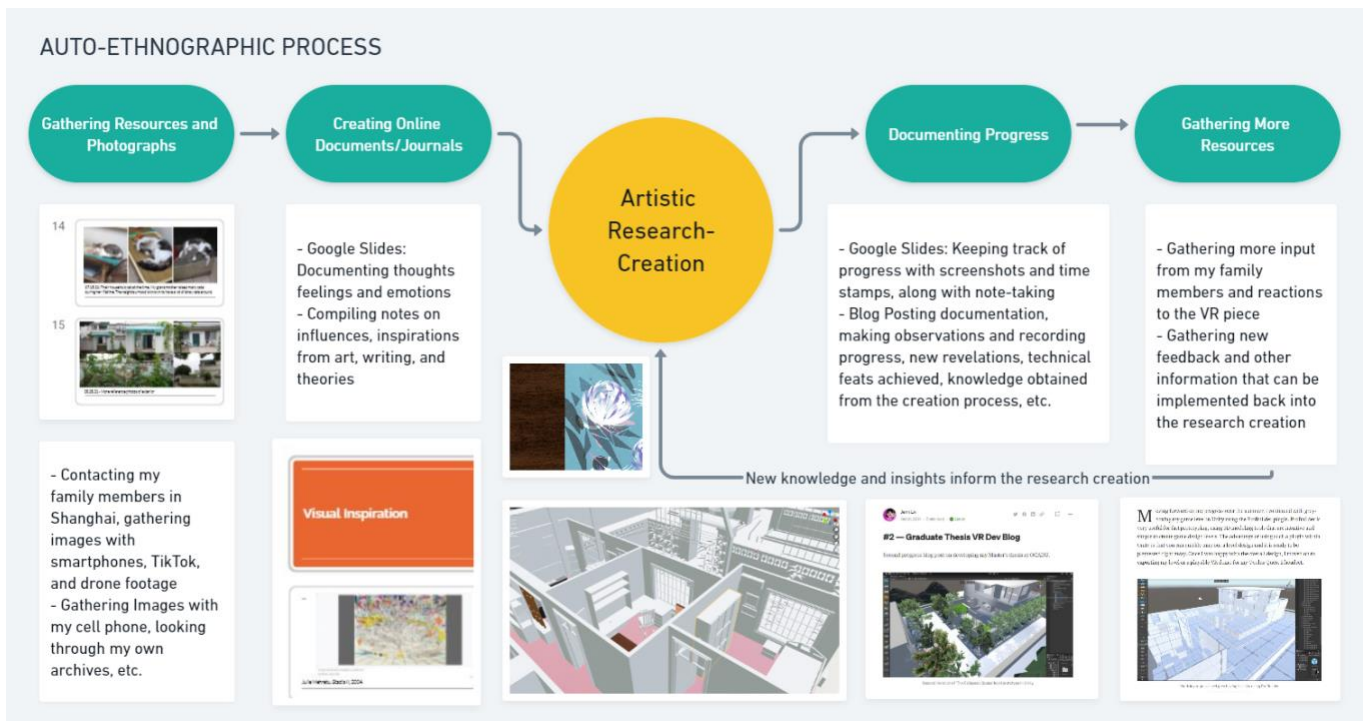 AUTO-ETHNOGRAPHIC PROCESS
Gathering Resources and
Photographs
Creating Online
Documents/Journals
Artistic
Research-
Creation
Documenting Progress
Gathering More
Resources
14
15
- Contacting my
family members in
Shanghai, gathering
images with
smartphones, TikTok,
and drone footage
- Gathering Images with
my cell phone, looking
through my own
archives, etc.
- Google Slides:
Documenting thoughts
feelings and emotions
- Compiling notes on
influences, inspirations
from art, writing, and
theories
Visual Inspiration
- Google Slides: Keeping track of
progress with screenshots and time
stamps, along with note-taking
- Blog Posting documentation,
making observations and recording
progress, new revelations, technical
feats achieved, knowledge obtained
from the creation process, etc.
- Gathering more input
from my family
members and reactions
to the VR piece
- Gathering new
feedback and other
information that can be
implemented back into
the research creation
New knowledge and insights inform the research creation
#2 — Graduate Thesis VR Dev Blog